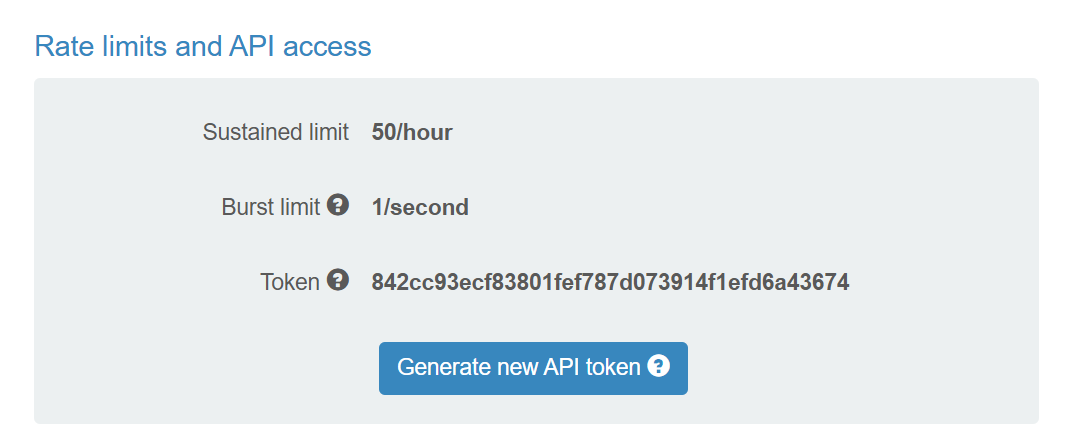 Rate limits and API access
Sustained limit 50/hour
Burst limit ? 1/second
Token ? 842cc93ecf83801fef787d073914f1efd6a43674
Generate new API token ?